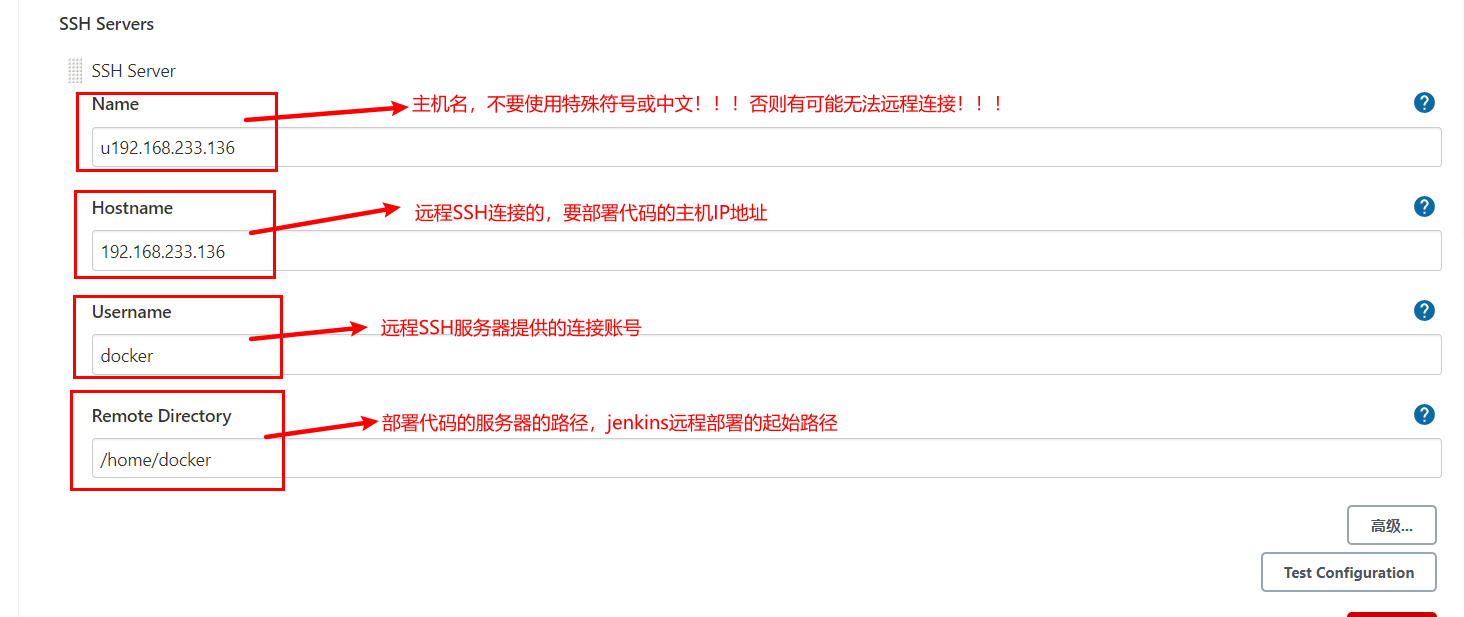 SSH Servers
SSH Server
Name
主机名，不要使用特殊符号或中文！！！否则有可能无法远程连接！！！
?
u192.168.233.136
Hostname
远程SSH连接的，要部署代码的主机IP地址
?
192.168.233.136
Username
远程SSH服务器提供的连接账号
?
docker
Remote Directory
部署代码的服务器的路径，jenkins远程部署的起始路径
?
/home/docker
高级...
Test Configuration